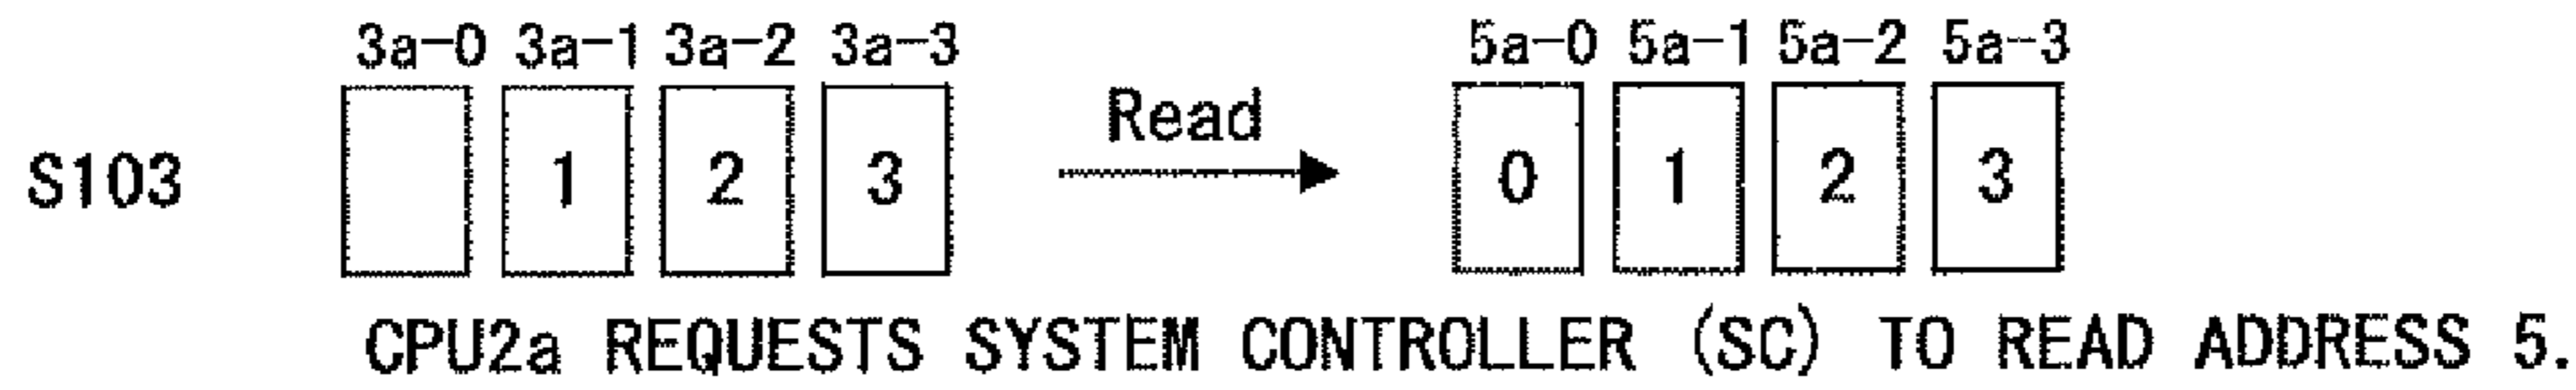 3a-0 3a-1 3a-2 3a-3 5a-0 5a-1 5a-2 5a-3
Read
S103 1 2 3 0 1 2 3
CPU2a REQUESTS SYSTEM CONTROLLER (SC) TO READ ADDRESS 5.